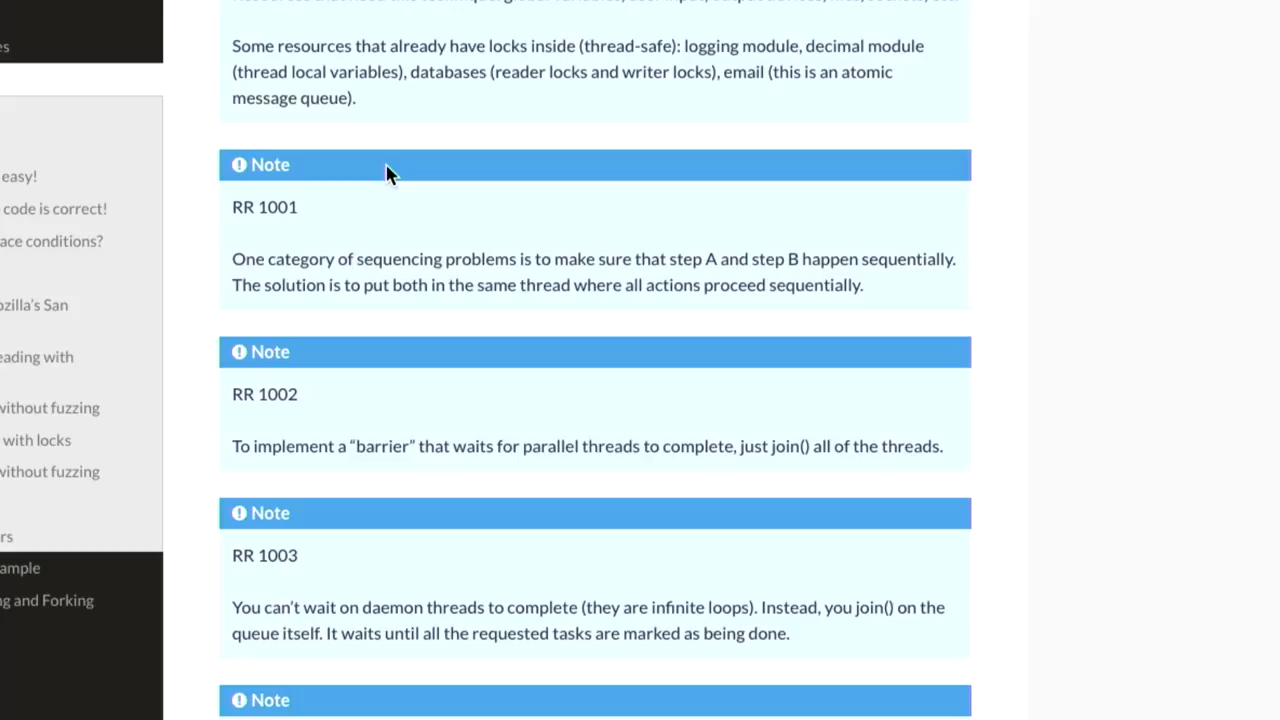 es
easy!
code is correct!
ace conditions?
ozilla's San
eading with
without fuzzing
with locks
without fuzzing
rs
ample
ng and Forking
Some resources that already have locks inside (thread-safe): logging module, decimal module
(thread local variables), databases (reader locks and writer locks), email (this is an atomic
message queue).
Note
RR 1001
One category of sequencing problems is to make sure that step A and step B happen sequentially.
The solution is to put both in the same thread where all actions proceed sequentially.
Note
RR 1002
To implement a “barrier” that waits for parallel threads to complete, just join() all of the threads.
Note
RR 1003
You can’t wait on daemon threads to complete (they are infinite loops). Instead, you join() on the
queue itself. It waits until all the requested tasks are marked as being done.
Note